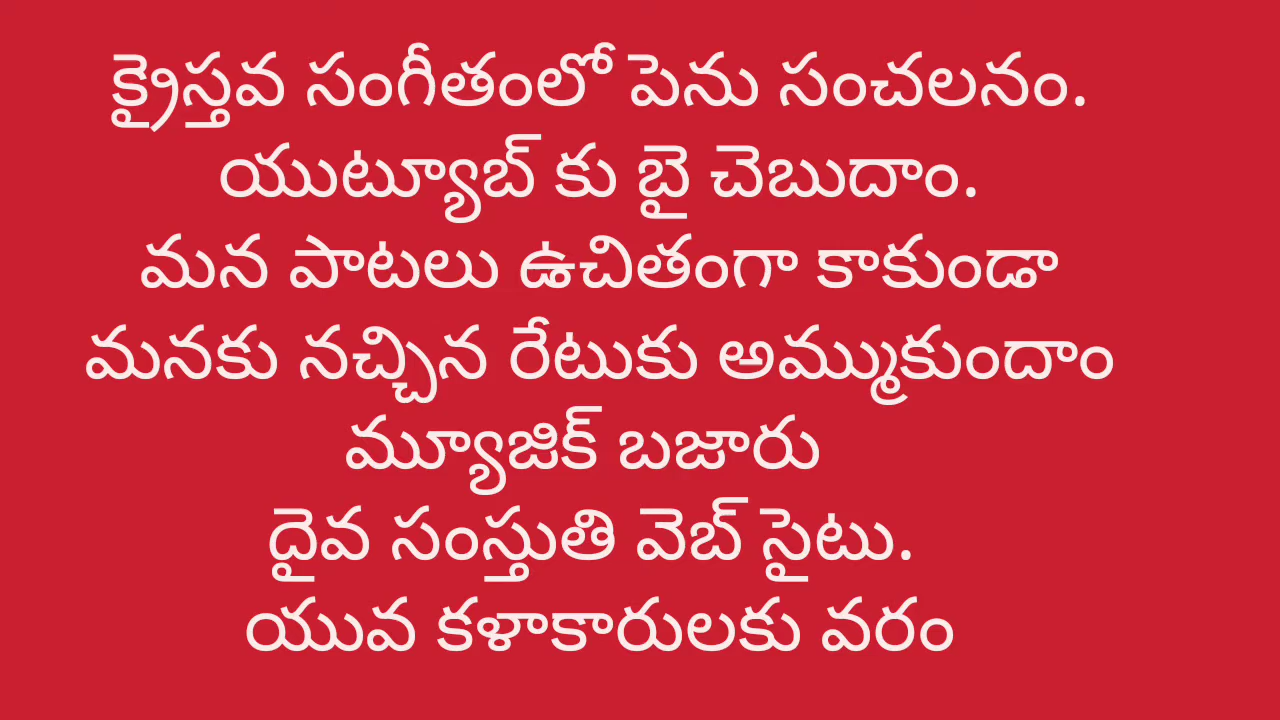 క్రైస్తవ సంగీతంలో పెను సంచలనం.
యుట్యూబ్ కు బై చెబుదాం.
మన పాటలు ఉచితంగా కాకుండా
మనకు నచ్చిన రేటుకు అమ్ముకుందాం
మ్యూజిక్ బజారు
దైవ సంస్తుతి వెబ్ సైటు.
యువ కళాకారులకు వరం